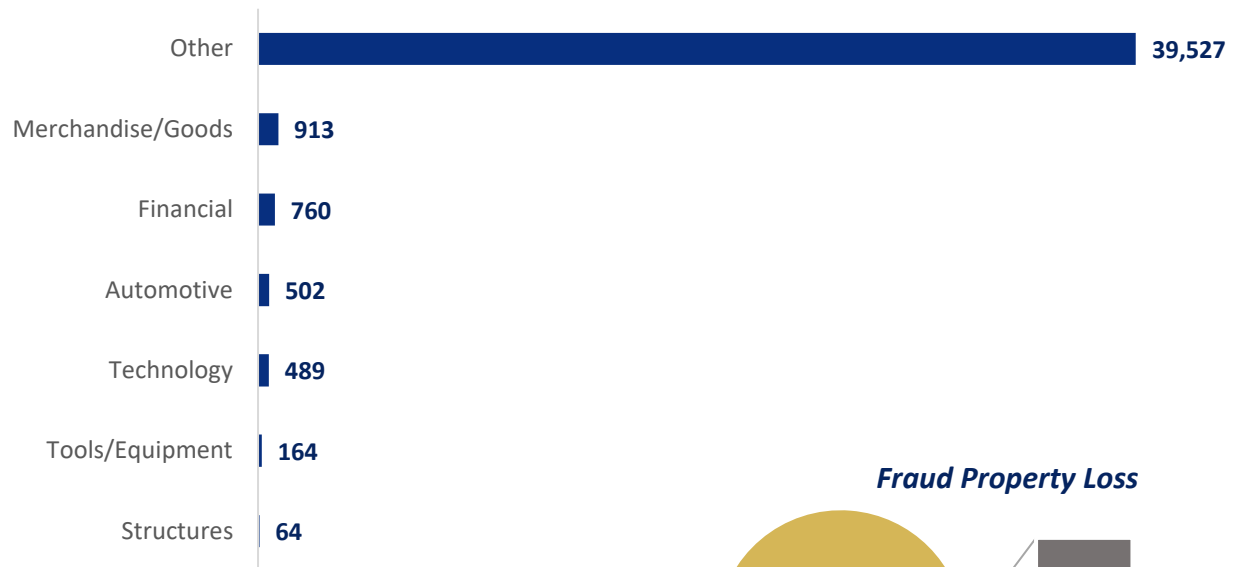 Other 39,527
Merchandise/Goods 913
Financial 760
Automotive 502
Technology 489
Tools/Equipment 164
Fraud Property Loss
Structures 64